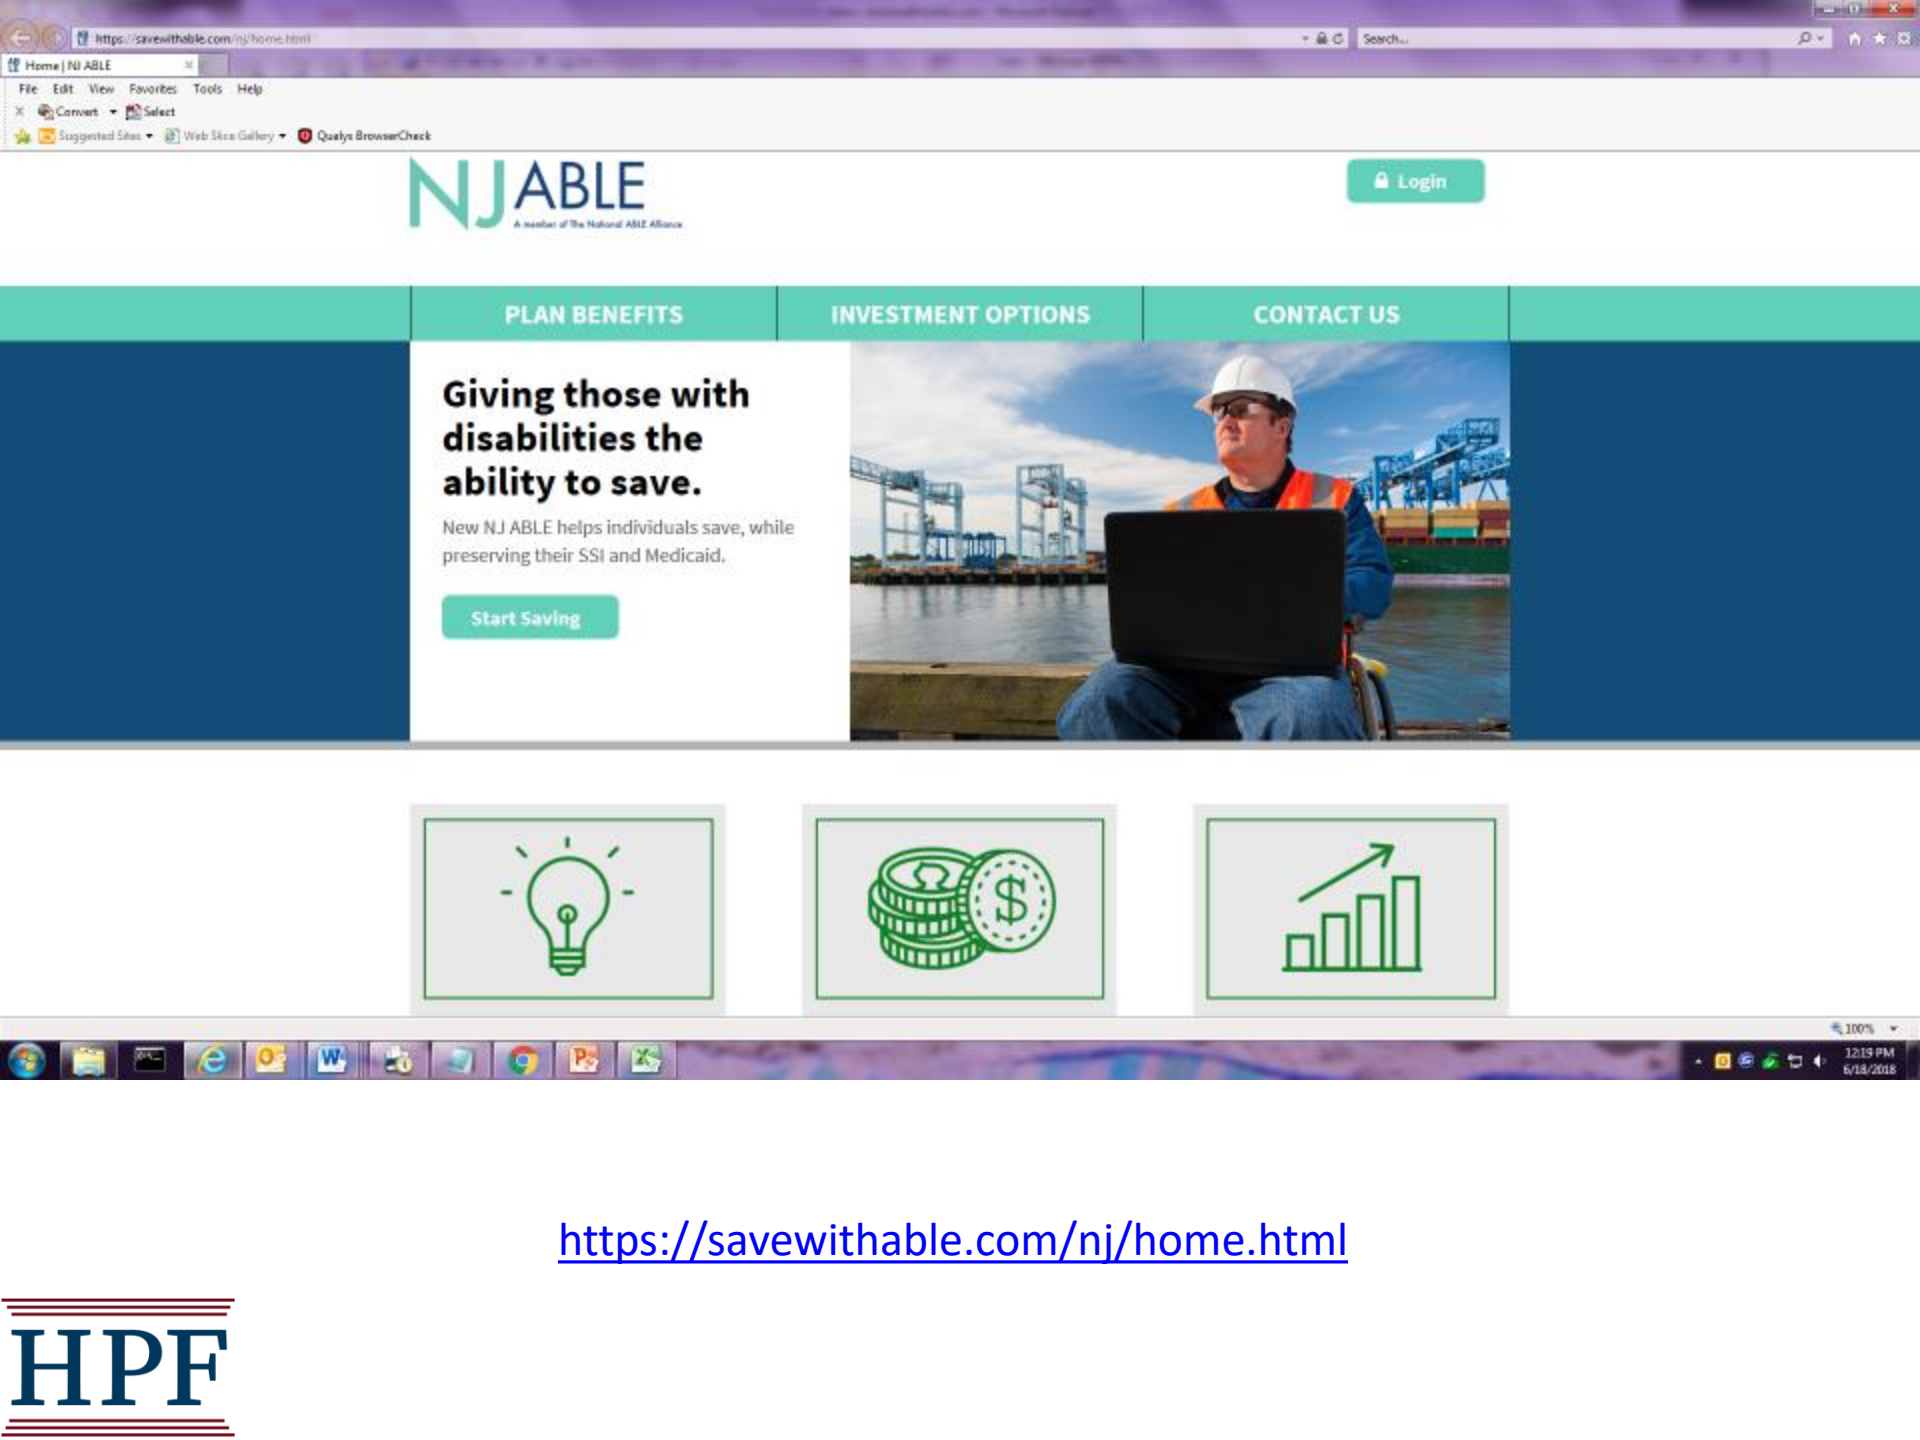 https://savewithable.com/nj/home.html
Search...
Home | NJ ABLE
File Edit View Favorites Tools Help
Convert Select
Suggested Sites Web Slice Gallery Qualys BrowserCheck
NJ ABLE
A member of The National ABLE Alliance
Login
PLAN BENEFITS INVESTMENT OPTIONS CONTACT US
Giving those with
disabilities the
ability to save.
New NJ ABLE helps individuals save, while
preserving their SSI and Medicaid.
Start Saving
$
100%
12:19 PM
6/18/2018
https://savewithable.com/nj/home.html
HPF